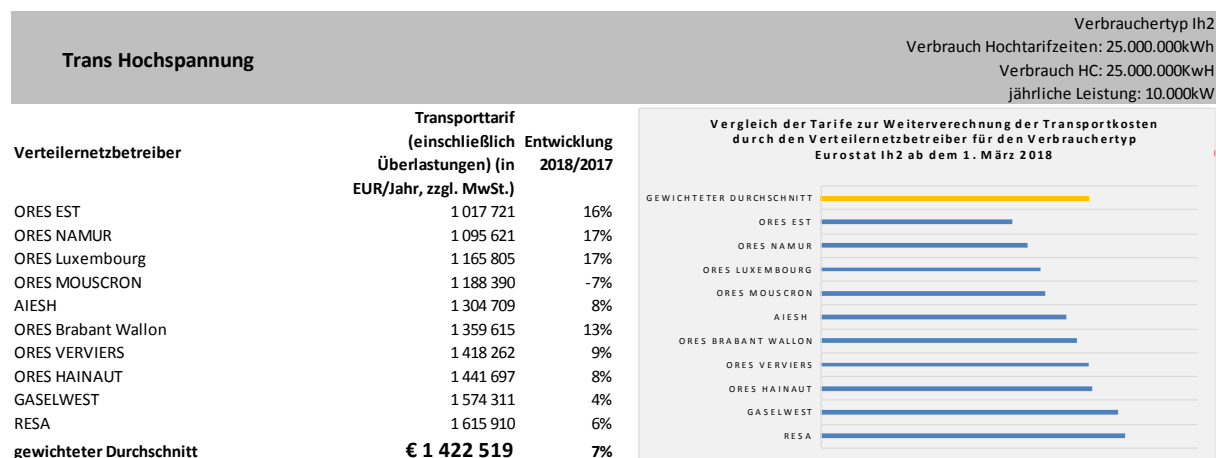 Trans Hochspannung
Verbrauchertyp Ih2
Verbrauch Hochtarifzeiten: 25.000.000kWh
Verbrauch HC: 25.000.000KwH
jährliche Leistung: 10.000kW
Verteilernetzbetreiber
Transporttarif
(einschließlich
Überlastungen) (in
EUR/Jahr, zzgl. MwSt.)
Entwicklung
2018/2017
ORES EST 1 017 721 16%
ORES NAMUR 1 095 621 17%
ORES Luxembourg 1 165 805 17%
ORES MOUSCRON 1 188 390 -7%
AIESH 1 304 709 8%
ORES Brabant Wallon 1 359 615 13%
ORES VERVIERS 1 418 262 9%
ORES HAINAUT 1 441 697 8%
GASELWEST 1 574 311 4%
RESA 1 615 910 6%
gewichteter Durchschnitt € 1 422 519 7%
Vergleich der Tarife zur Weiterverechnung der Transportkosten
durch den Verteilernetzbetreiber für den Verbrauchertyp
Eurostat Ih2 ab dem 1. März 2018
GEWICHTETER DURCHSCHNITT
ORES EST
ORES NAMUR
ORES LUXEMBOURG
ORES MOUSCRON
AIESH
ORES BRABANT WALLON
ORES VERVIERS
ORES HAINAUT
GASELWEST
RESA